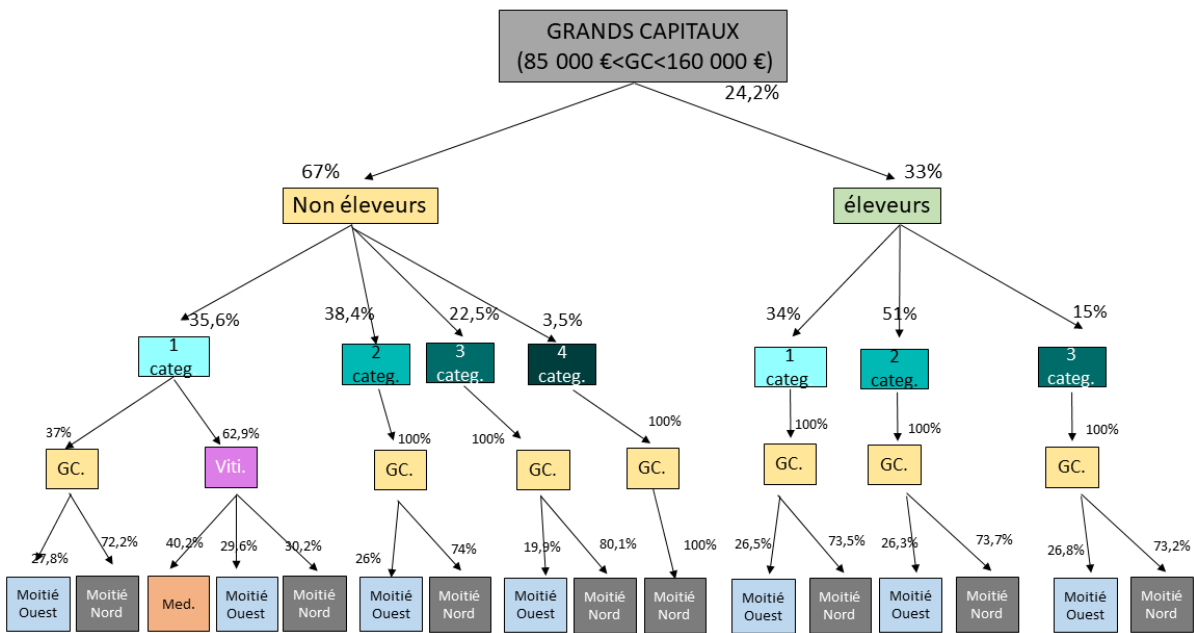 GRANDS CAPITAUX
(85 000 €<GC<160 000 €)
24,2%
67%
33%
Non éleveurs
éleveurs
35,6%
38,4%
22,5%
3,5%
34%
51%
15%
1
categ
2
categ.
3
categ.
4
categ.
1
categ
2
categ.
3
categ.
37%
62,9%
100%
100%
100%
100%
100%
100%
GC.
Viti.
GC.
GC.
GC.
GC.
GC.
GC.
27,8%
72,2%
40,2%
29,6%
30,2%
26%
74%
19,9%
80,1%
100%
26,5%
73,5%
26,3%
73,7%
26,8%
73,2%
Moitié
Ouest
Moitié
Nord
Med.
Moitié
Ouest
Moitié
Nord
Moitié
Ouest
Moitié
Nord
Moitié
Ouest
Moitié
Nord
Moitié
Nord
Moitié
Ouest
Moitié
Nord
Moitié
Ouest
Moitié
Nord
Moitié
Ouest
Moitié
Nord